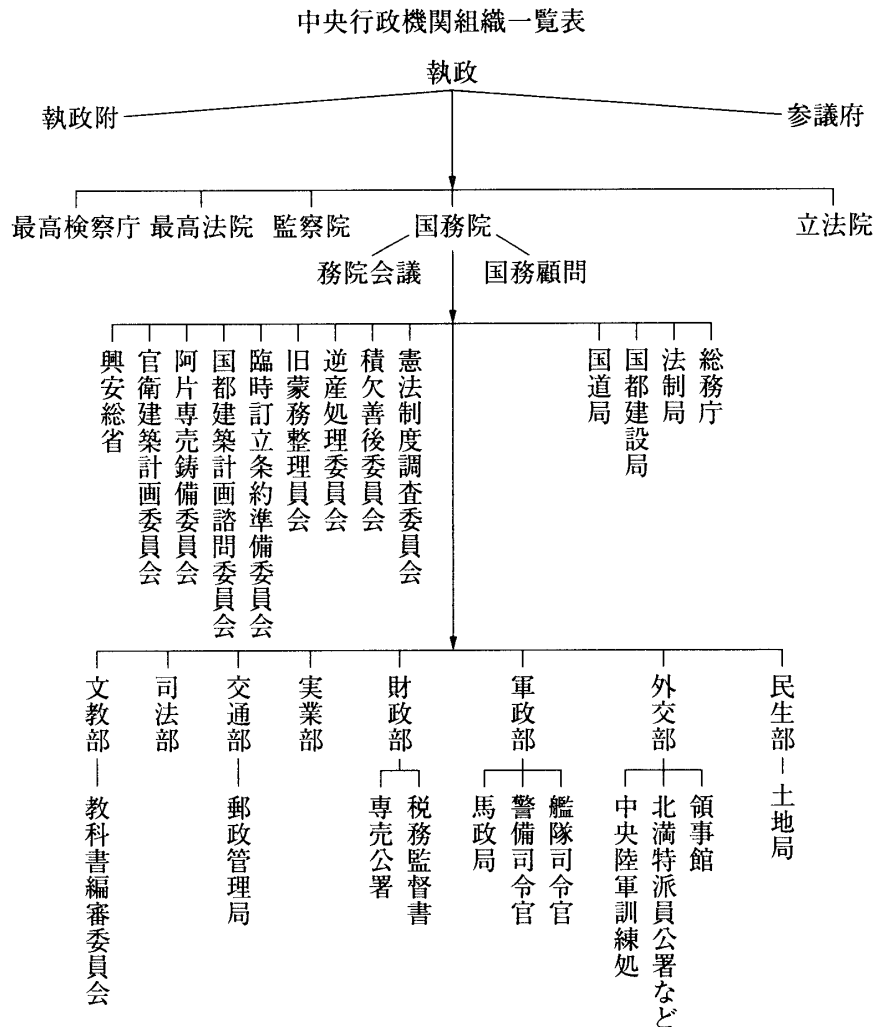 中央行政機関組織一覧表
執政
執政附
参議府
最高検察庁
最高法院
監察院
国務院
立法院
務院会議
国務顧問
総務庁
法制局
国都建設局
国道局
憲法制度調査委員会
積欠善後委員会
逆産処理委員会
旧蒙務整理員会
臨時訂立条約準備委員会
国都建築計画諮問委員会
阿片専売鋳備委員会
官衛建築計画委員会
興安総省
民生部
土地局
外交部
領事館
北満特派員公署など
中央陸軍訓練処
軍政部
艦隊司令官
警備司令官
馬政局
財政部
税務監督書
専売公署
実業部
交通部
郵政管理局
司法部
文教部
教科書編審委員会